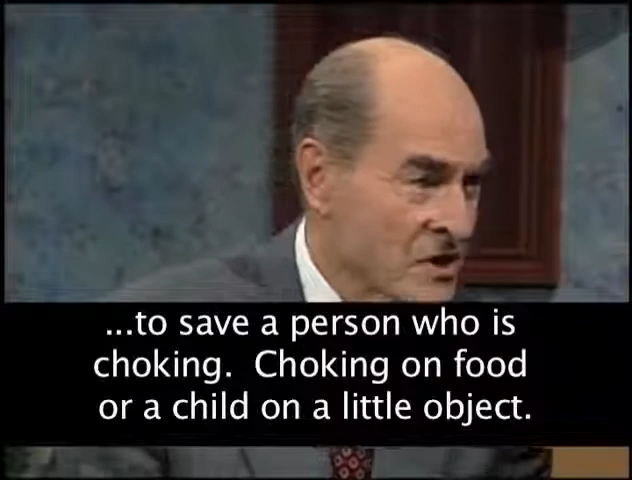 ...to save a person who is
choking.  Choking on food
or a child on a little object.